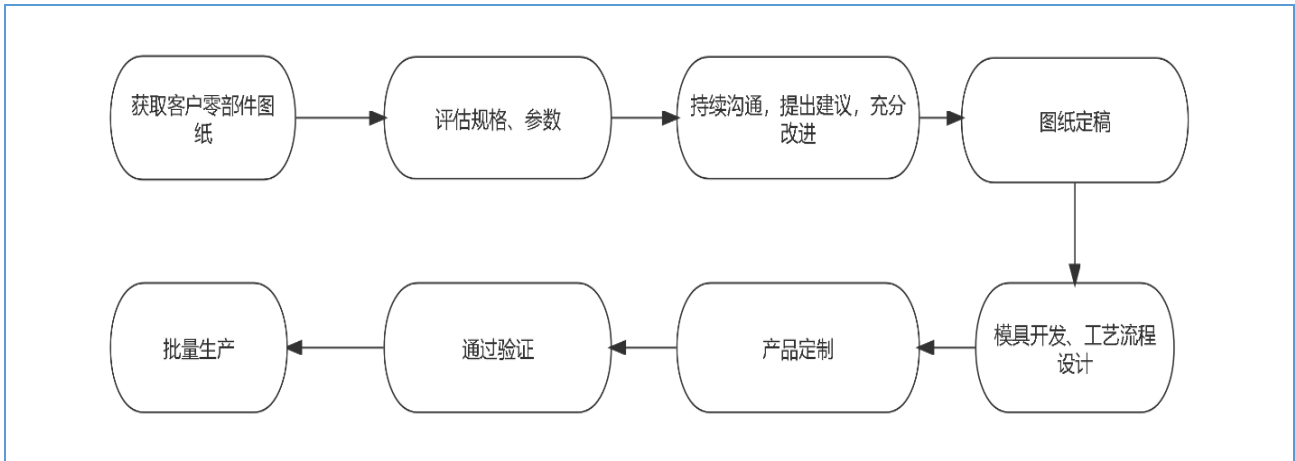 获取客户零部件图
纸
评估规格、参数
持续沟通，提出建议，充分
改进
图纸定稿
模具开发、工艺流程
设计
产品定制
通过验证
批量生产